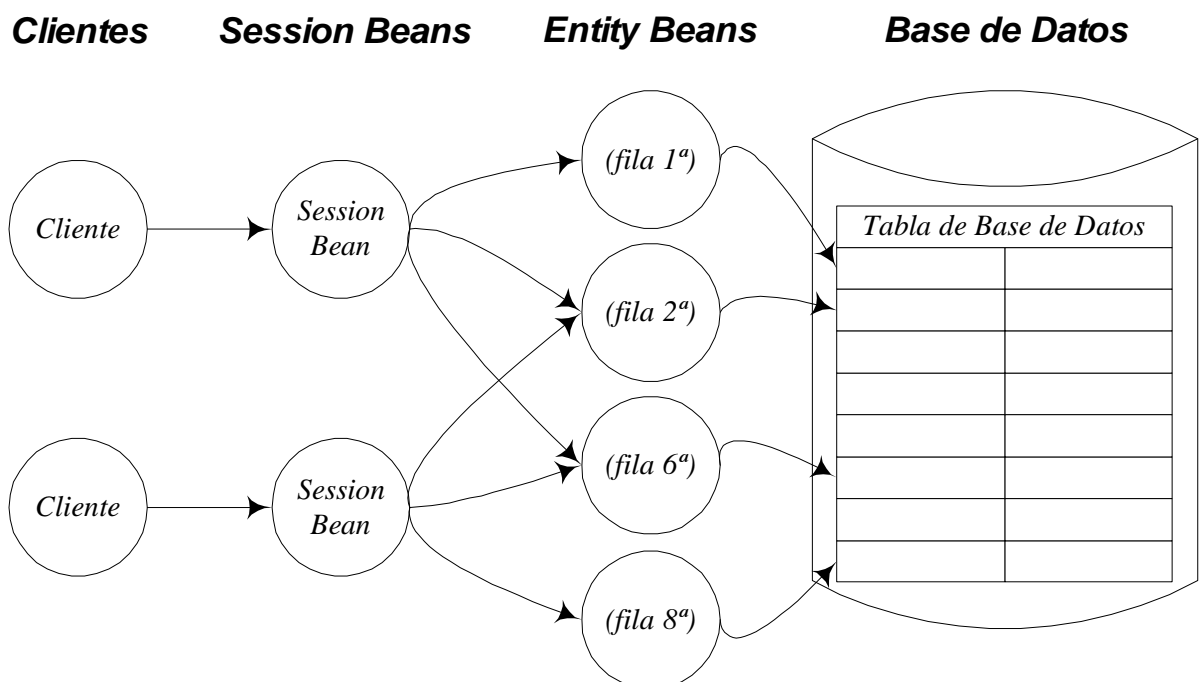 Clientes
Session Beans
Entity Beans
Base de Datos
Cliente
Session
Bean
(fila 1ª)
(fila 2ª)
Tabla de Base de Datos
Cliente
Session
Bean
(fila 6ª)
(fila 8ª)